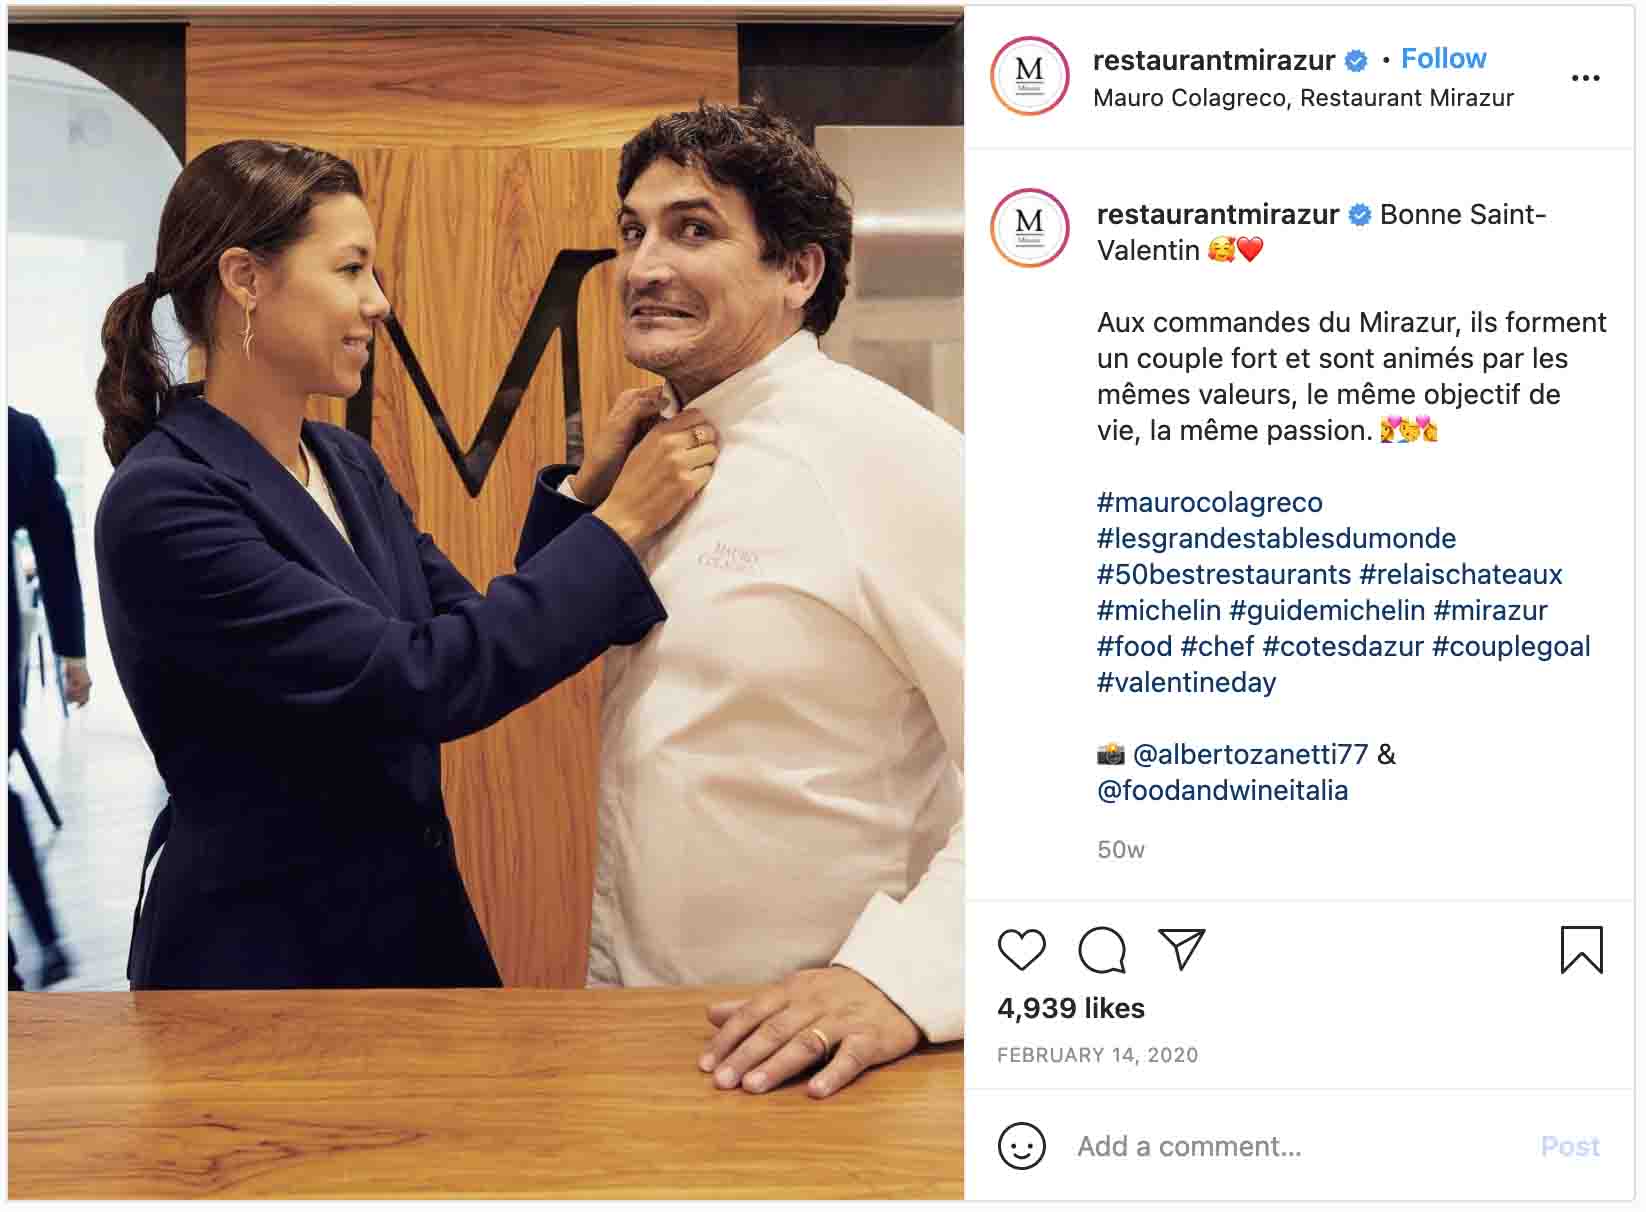 M
MAURO
M
Mirazur
restaurantmirazur • Follow
Mauro Colagreco, Restaurant Mirazur
M
Mirazur
restaurantmirazur Bonne Saint-
Valentin 🥰❤️
Aux commandes du Mirazur, ils forment
un couple fort et sont animés par les
mêmes valeurs, le même objectif de
vie, la même passion. 👩‍❤️‍💋‍👨
#maurocolagreco
#lesgrandestablesdumonde
#50bestrestaurants #relaischateaux
#michelin #guidemichelin #mirazur
#food #chef #cotesdazur #couplegoal
#valentineday
📸 @albertozanetti77 &
@foodandwineitalia
50w
4,939 likes
FEBRUARY 14, 2020
Add a comment...
Post